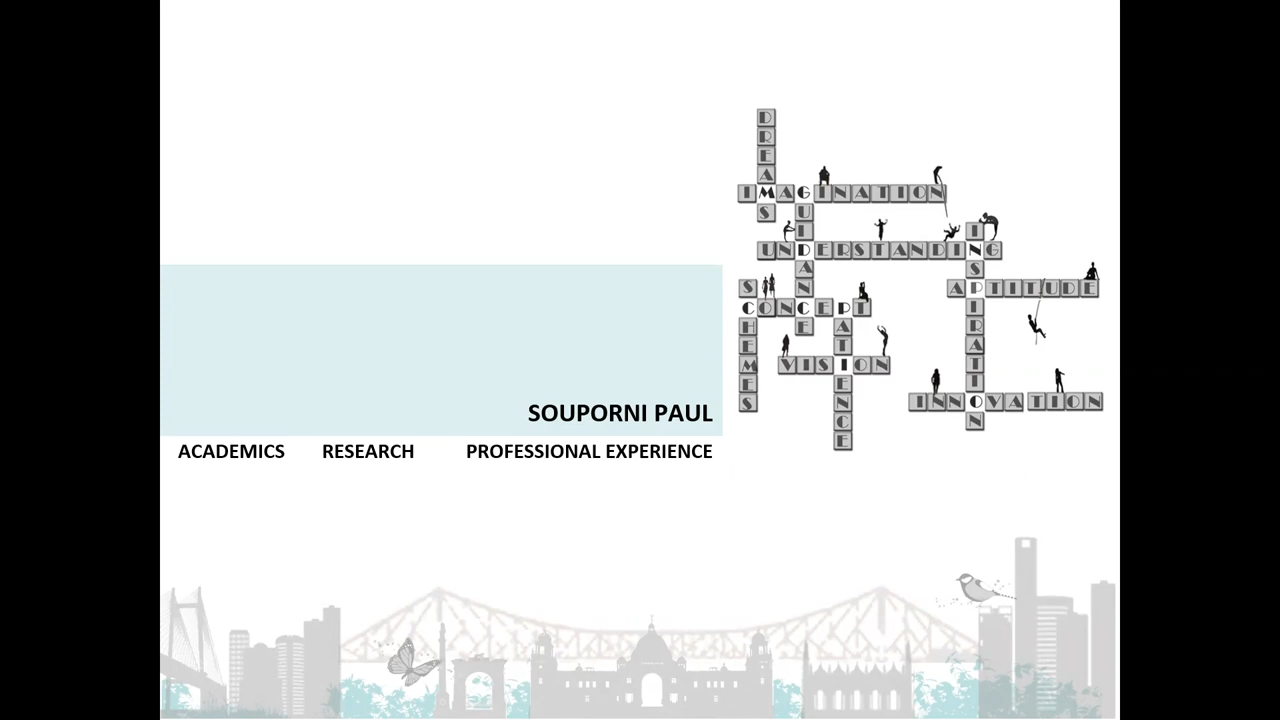 DREAMS
IMAGINATION
GUIDANCE
UNDERSTANDING
INSPIRATION
APTITUDE
SCHEMES
CONCEPT
PATIENCE
VISION
INNOVATION
SOUPORNI PAUL
ACADEMICS RESEARCH PROFESSIONAL EXPERIENCE